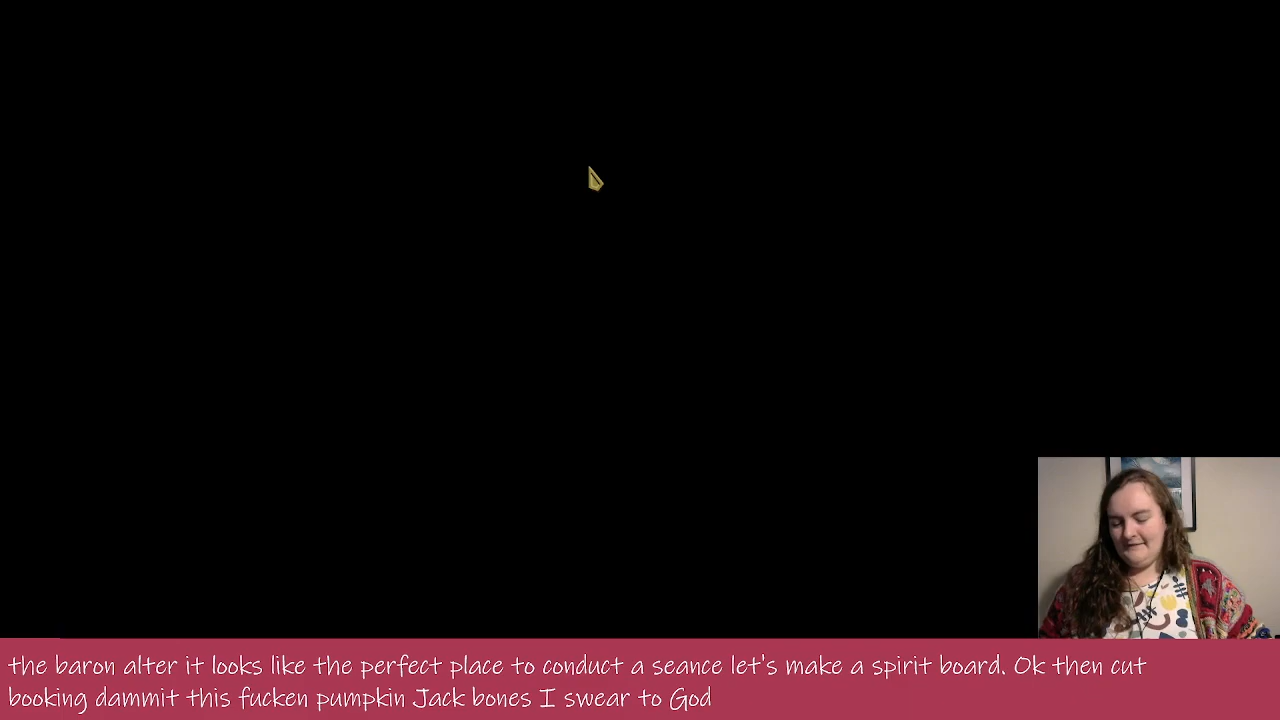 the baron alter it looks like the perfect place to conduct a seance let's make a spirit board. Ok then cut
booking dammit this fucken pumpkin Jack bones I swear to God